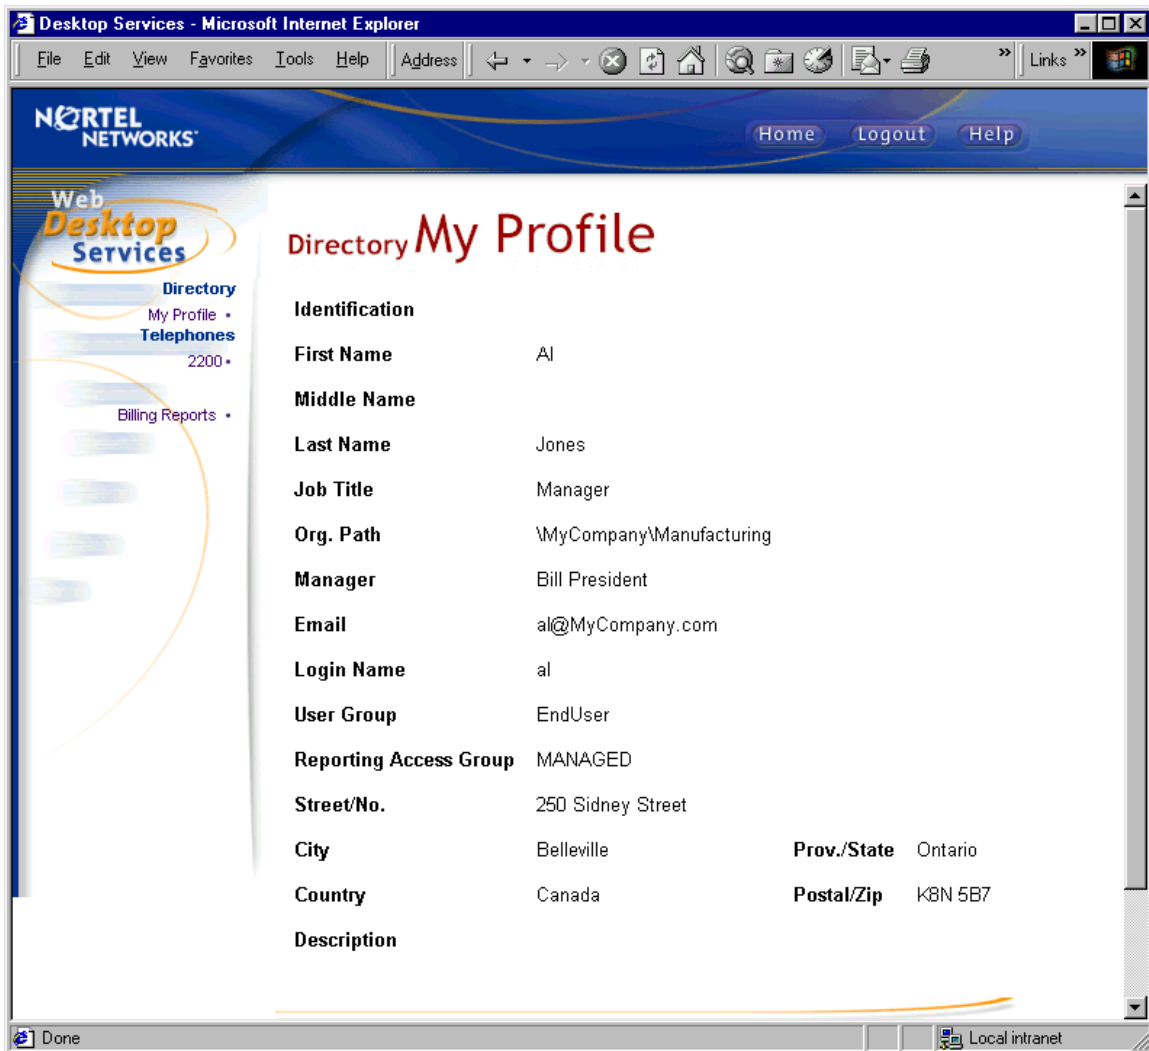 Desktop Services - Microsoft Internet Explorer
File Edit View Favorites Tools Help Address » Links »
NORTEL
NETWORKS
Home Logout Help
Web
Desktop
Services
Directory
My Profile •
Telephones
2200 •
Billing Reports •
Directory My Profile
Identification
First Name Al
Middle Name
Last Name Jones
Job Title Manager
Org. Path \MyCompany\Manufacturing
Manager Bill President
Email al@MyCompany.com
Login Name al
User Group EndUser
Reporting Access Group MANAGED
Street/No. 250 Sidney Street
City Belleville Prov./State Ontario
Country Canada Postal/Zip K8N 5B7
Description
Done Local intranet